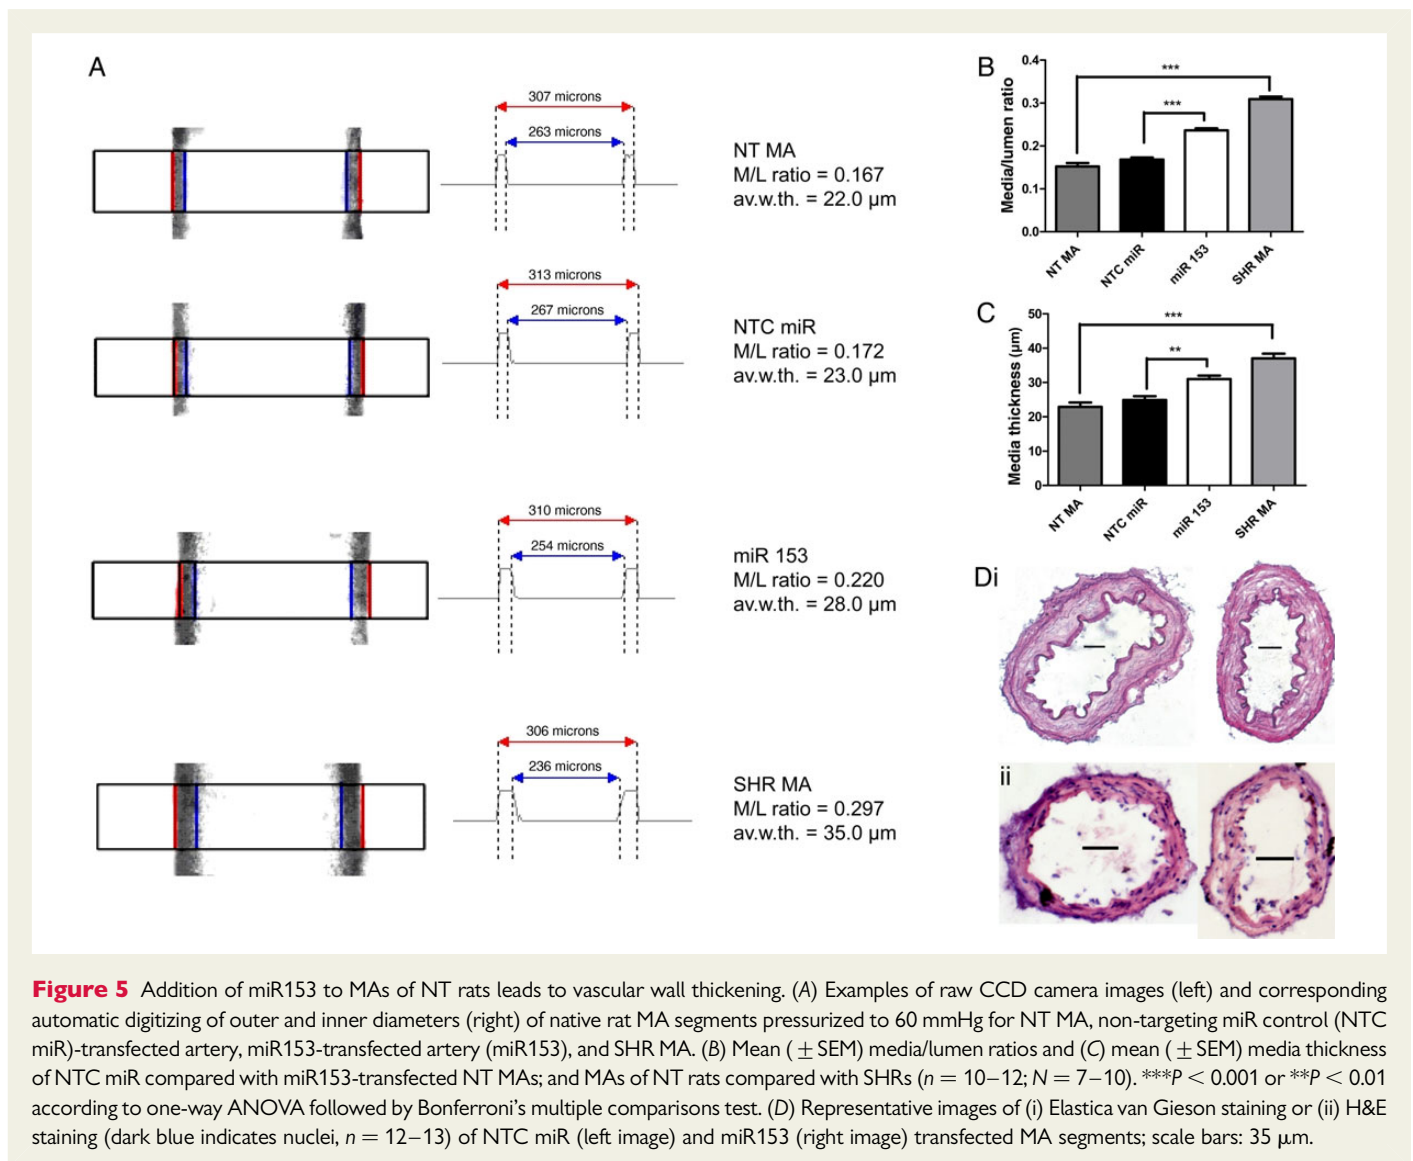 A
307 microns
263 microns
NT MA
M/L ratio = 0.167
av.w.th. = 22.0 µm
313 microns
267 microns
NTC miR
M/L ratio = 0.172
av.w.th. = 23.0 µm
310 microns
254 microns
miR 153
M/L ratio = 0.220
av.w.th. = 28.0 µm
306 microns
236 microns
SHR MA
M/L ratio = 0.297
av.w.th. = 35.0 µm
B
Media/lumen ratio
0.4
0.3
0.2
0.1
0.0
***
***
NT MA
NTC miR
miR 153
SHR MA
C
Media thickness (µm)
50
40
30
20
10
0
***
**
NT MA
NTC miR
miR 153
SHR MA
Di
ii
Figure 5 Addition of miR153 to MAs of NT rats leads to vascular wall thickening. (A) Examples of raw CCD camera images (left) and corresponding
automatic digitizing of outer and inner diameters (right) of native rat MA segments pressurized to 60 mmHg for NT MA, non-targeting miR control (NTC
miR)-transfected artery, miR153-transfected artery (miR153), and SHR MA. (B) Mean (±SEM) media/lumen ratios and (C) mean (±SEM) media thickness
of NTC miR compared with miR153-transfected NT MAs; and MAs of NT rats compared with SHRs (n = 10–12; N = 7–10). ***P < 0.001 or **P < 0.01
according to one-way ANOVA followed by Bonferroni's multiple comparisons test. (D) Representative images of (i) Elastica van Gieson staining or (ii) H&E
staining (dark blue indicates nuclei, n = 12–13) of NTC miR (left image) and miR153 (right image) transfected MA segments; scale bars: 35 µm.